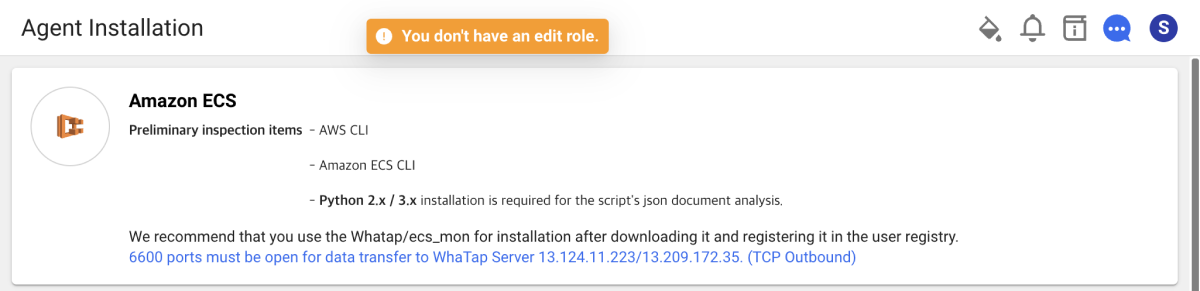 Agent Installation
You don't have an edit role.
S
Amazon ECS
Preliminary inspection items - AWS CLI
- Amazon ECS CLI
- Python 2.x / 3.x installation is required for the script's json document analysis.
We recommend that you use the Whatap/ecs_mon for installation after downloading it and registering it in the user registry.
6600 ports must be open for data transfer to WhaTap Server 13.124.11.223/13.209.172.35. (TCP Outbound)